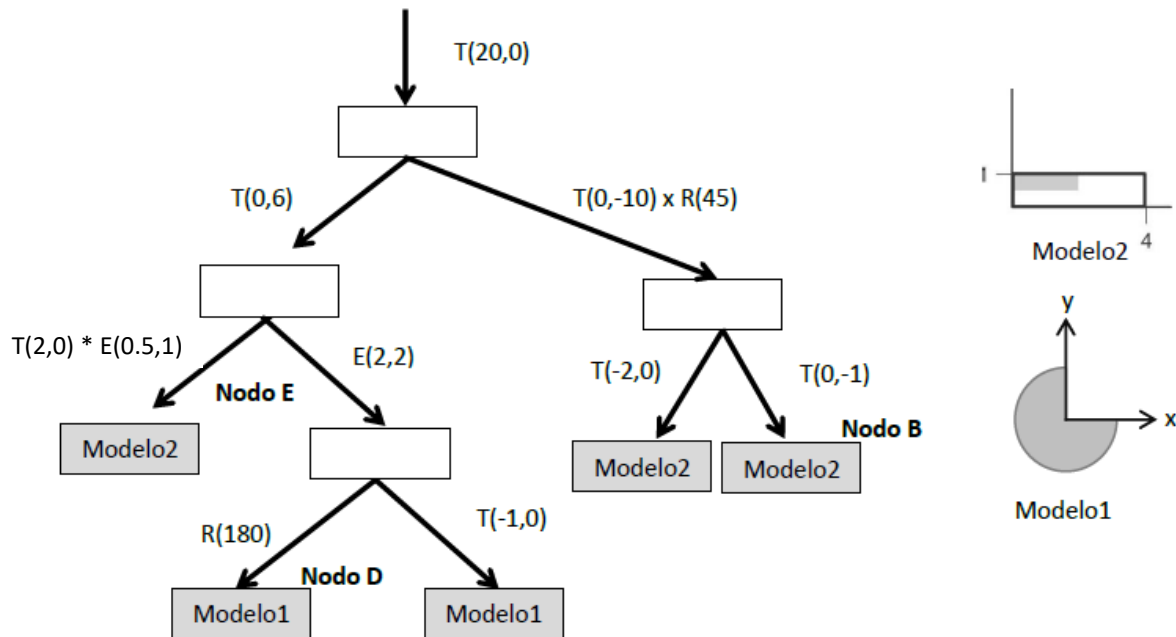 T(20,0)
T(0,6)
T(0,-10) x R(45)
1
4
Modelo2
T(2,0) * E(0.5,1)
E(2,2)
Nodo E
T(-2,0)
T(0,-1)
Nodo B
Modelo2
Modelo2
Modelo2
y
x
Modelo1
R(180)
T(-1,0)
Nodo D
Modelo1
Modelo1